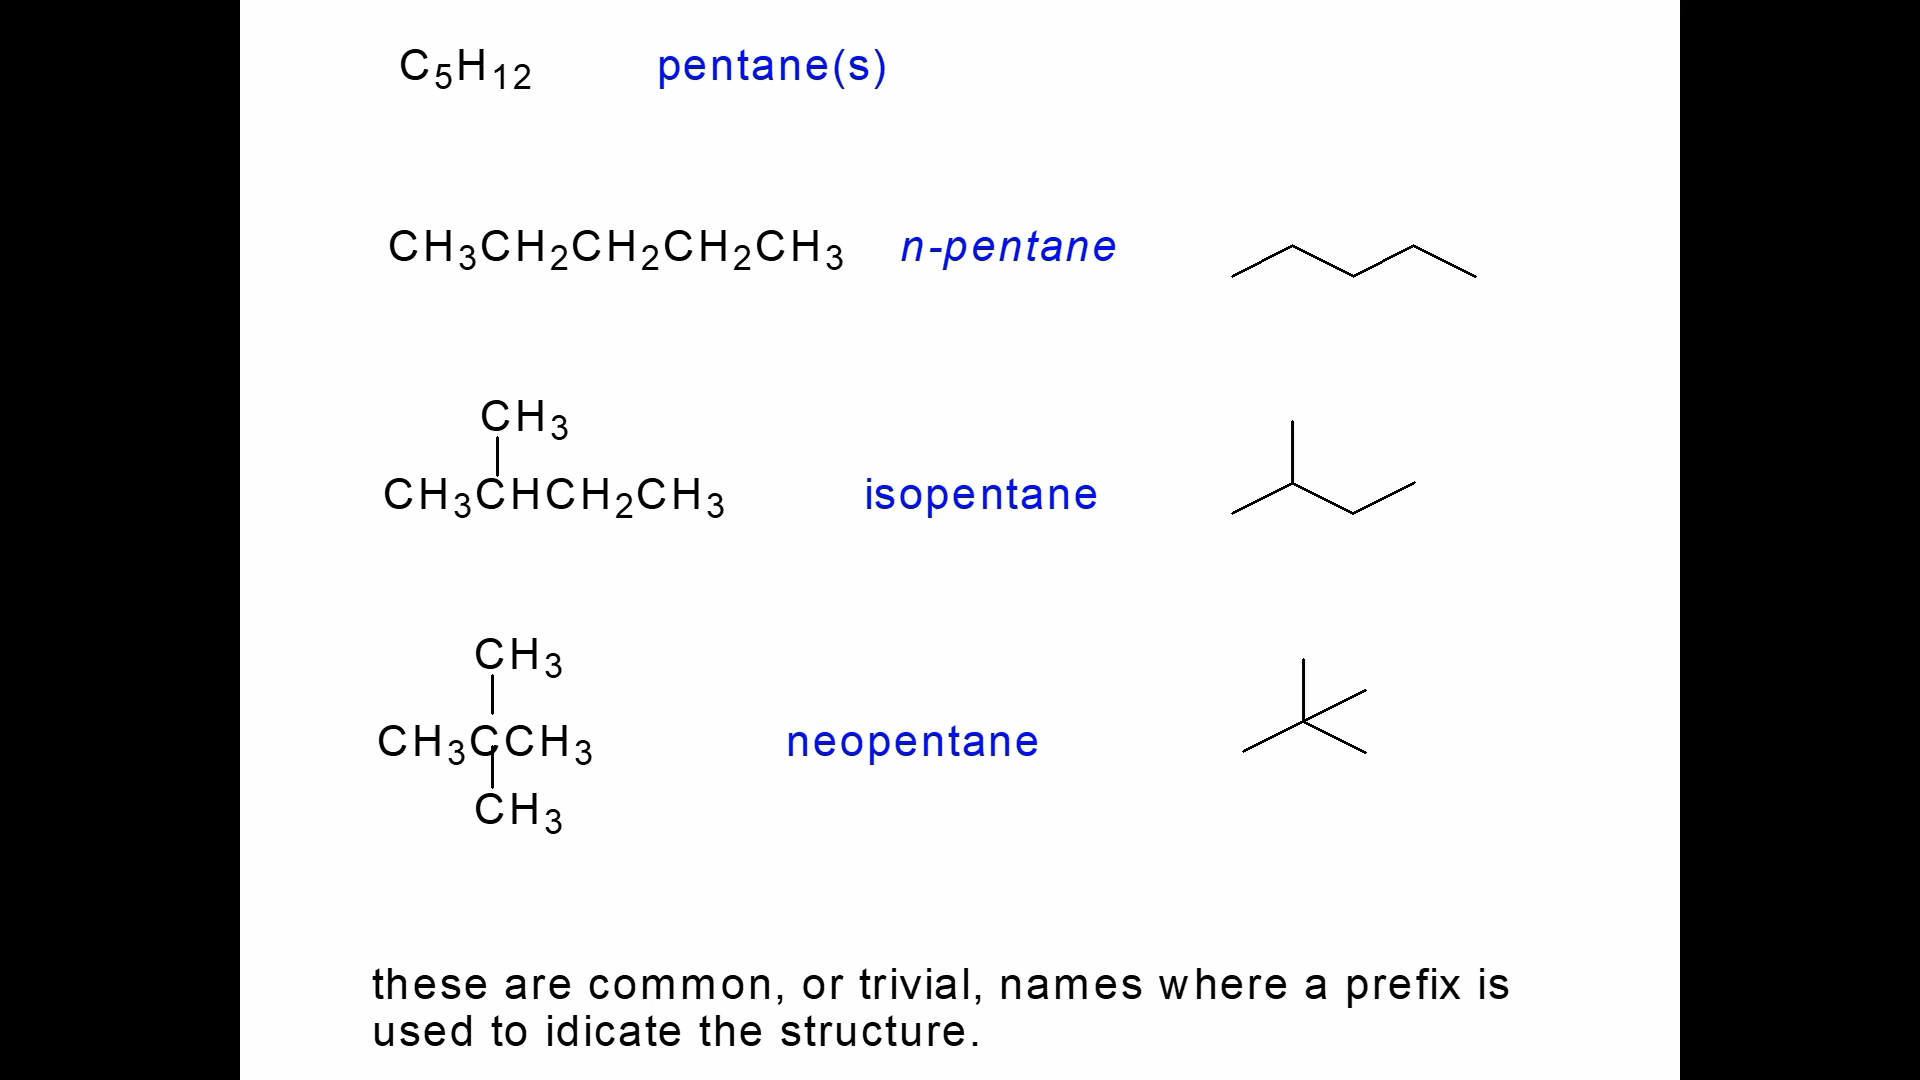 C5H12 pentane(s)
CH3CH2CH2CH2CH3 n-pentane
CH3
CH3CHCH2CH3 isopentane
CH3
CH3CCH3 neopentane
CH3
these are common, or trivial, names where a prefix is
used to idicate the structure.